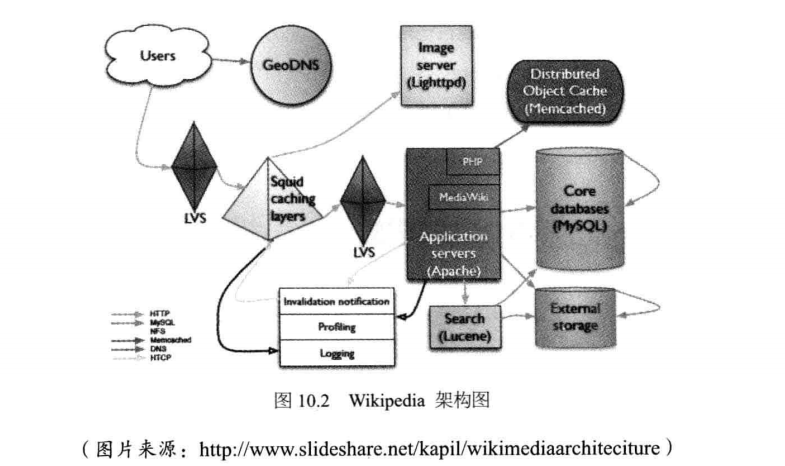 Users
GeoDNS
Image
server
(Lighttpd)
Distributed
Object Cache
(Memcached)
LVS
Squid
caching
layers
LVS
PHP
MediaWiki
Application
servers
(Apache)
Core
databases
(MySQL)
Search
(Lucene)
External
storage
Invalidation notification
Profiling
Logging
HTTP
MySQL
NFS
Memcached
DNS
HTCP
图 10.2 Wikipedia 架构图
(图片来源:http://www.slideshare.net/kapil/wikimediaarchiteciture)